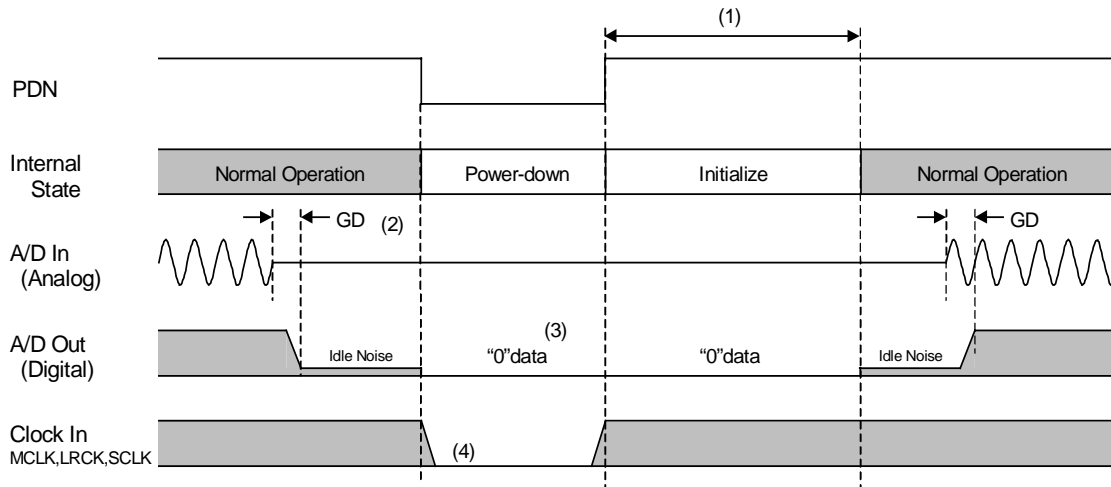 (1)
PDN
Internal
State
Normal Operation
Power-down
Initialize
Normal Operation
GD
(2)
GD
A/D In
(Analog)
(3)
A/D Out
(Digital)
Idle Noise
“0”data
“0”data
Idle Noise
Clock In
MCLK,LRCK,SCLK
(4)